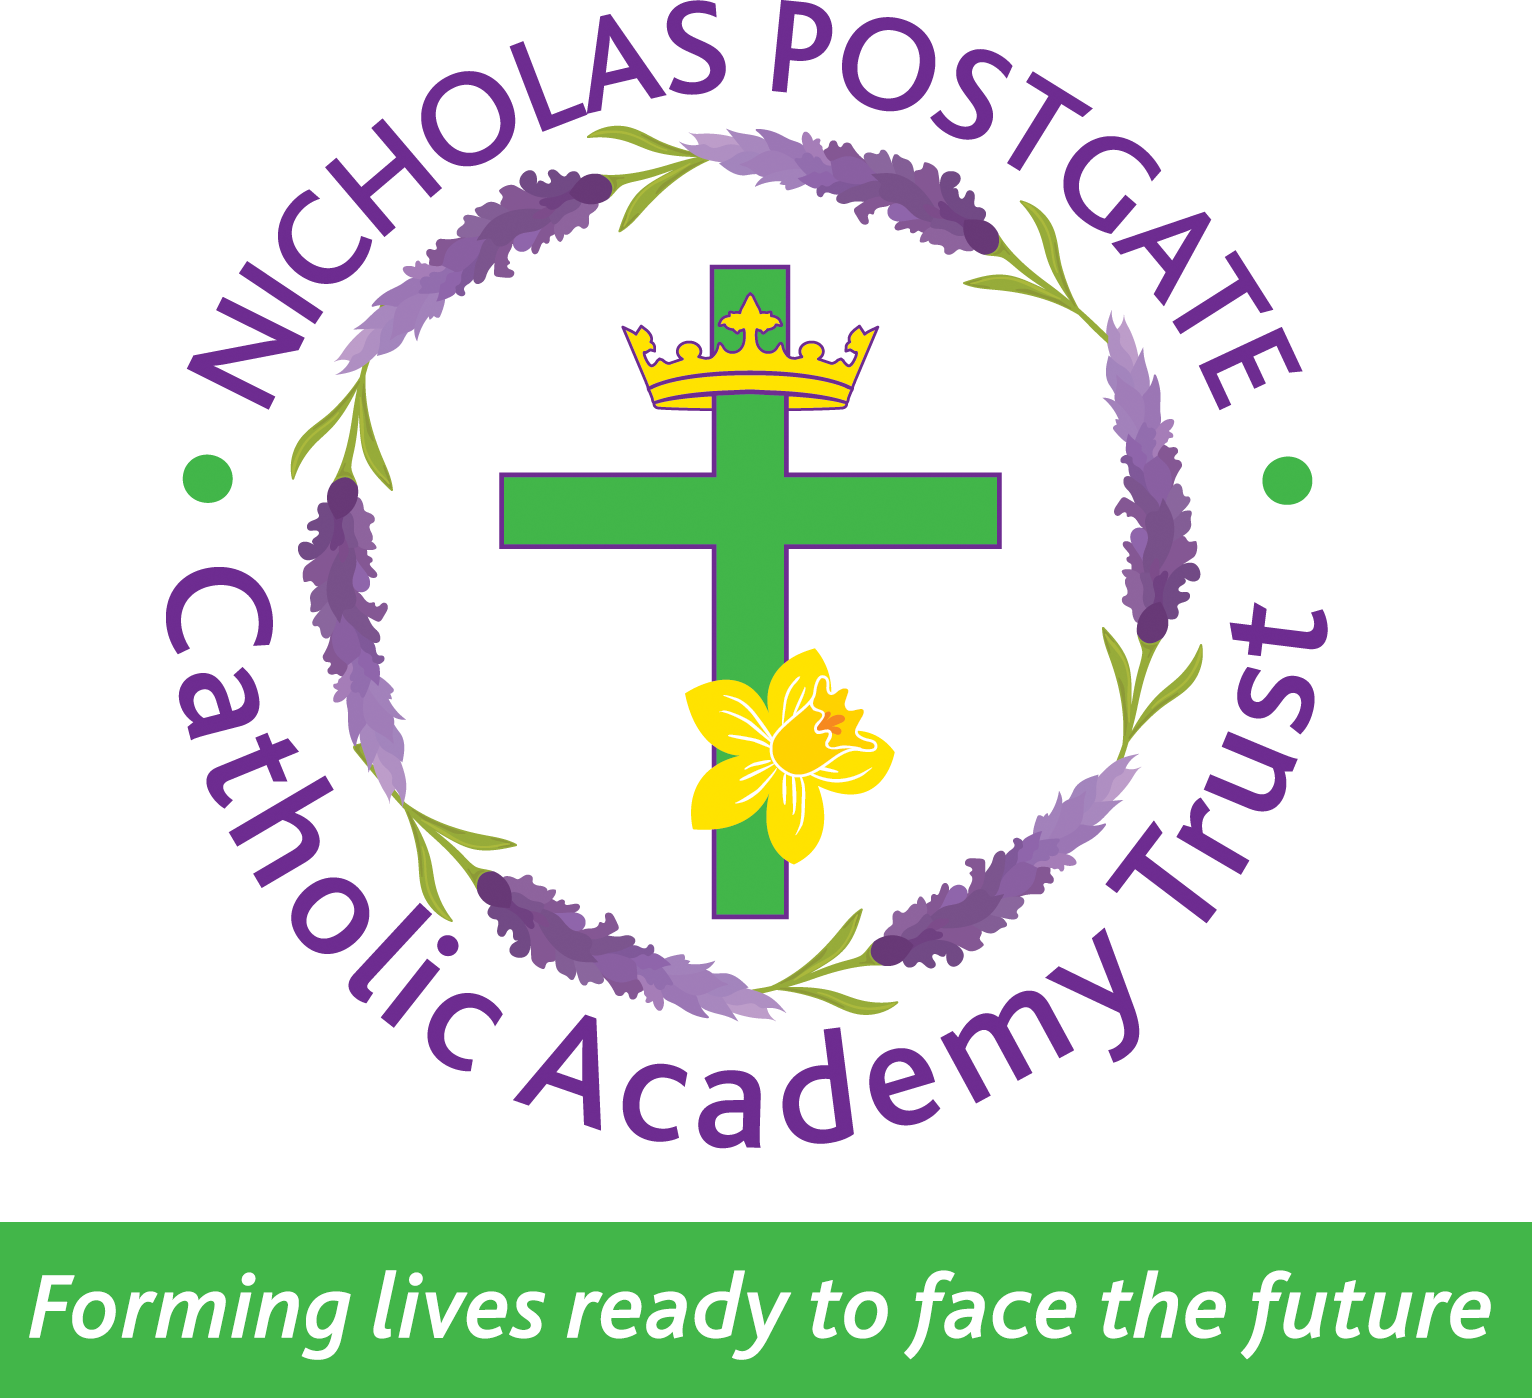 NICHOLAS POSTGATE
Catholic Academy Trust
Forming lives ready to face the future